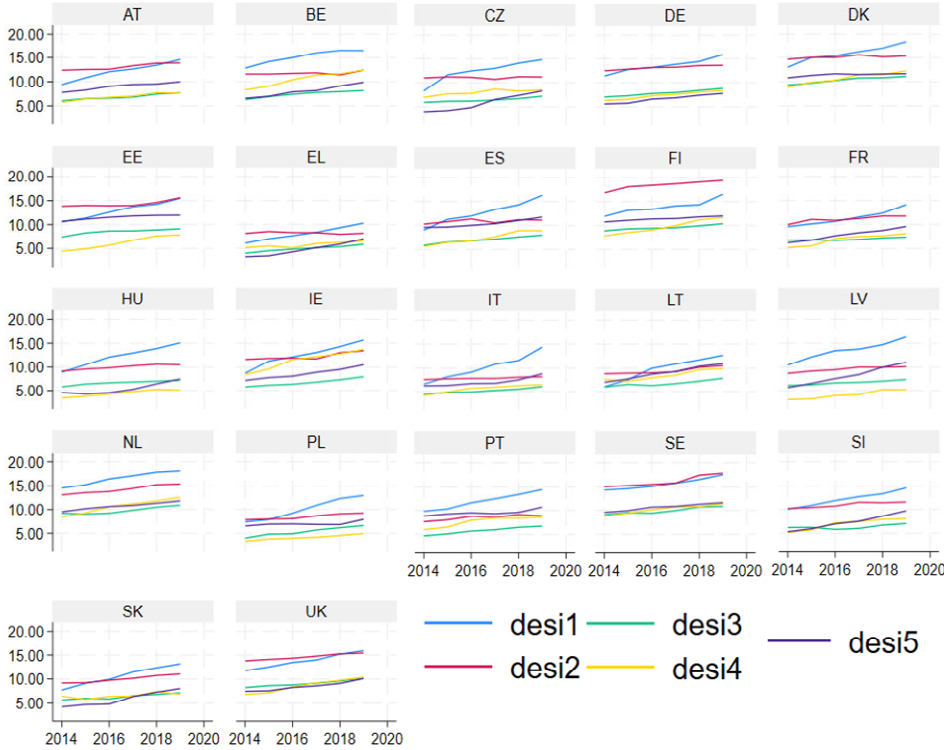 AT BE CZ DE DK
20.00
15.00
10.00
5.00
EE EL ES FI FR
20.00
15.00
10.00
5.00
HU IE IT LT LV
20.00
15.00
10.00
5.00
NL PL PT SE SI
20.00
15.00
10.00
5.00
2014 2016 2018 2020 2014 2016 2018 2020 2014 2016 2018 2020
SK UK
20.00
15.00
10.00
5.00
2014 2016 2018 2020 2014 2016 2018 2020
desi1 desi3 desi5
desi2 desi4